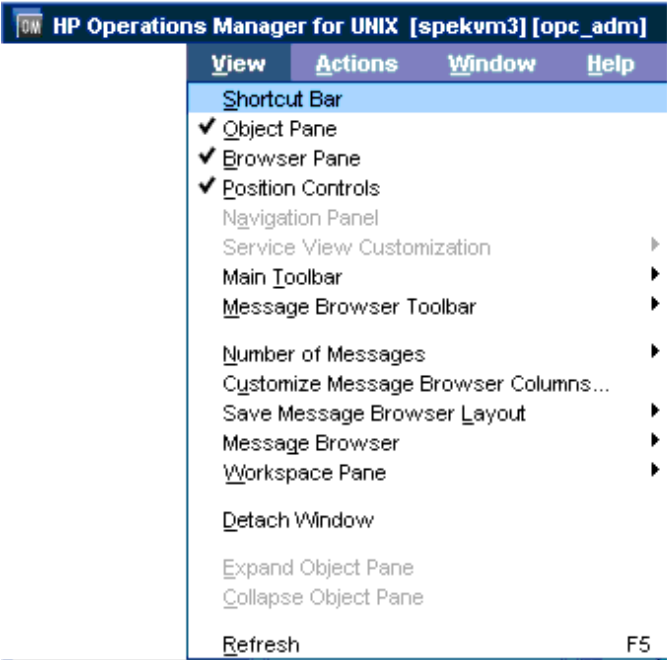 OM HP Operations Manager for UNIX [spekvm3] [opc_adm]
View Actions Window Help
Shortcut Bar
Object Pane
Browser Pane
Position Controls
Navigation Panel
Service View Customization
Main Toolbar
Message Browser Toolbar
Number of Messages
Customize Message Browser Columns...
Save Message Browser Layout
Message Browser
Workspace Pane
Detach Window
Expand Object Pane
Collapse Object Pane
Refresh F5